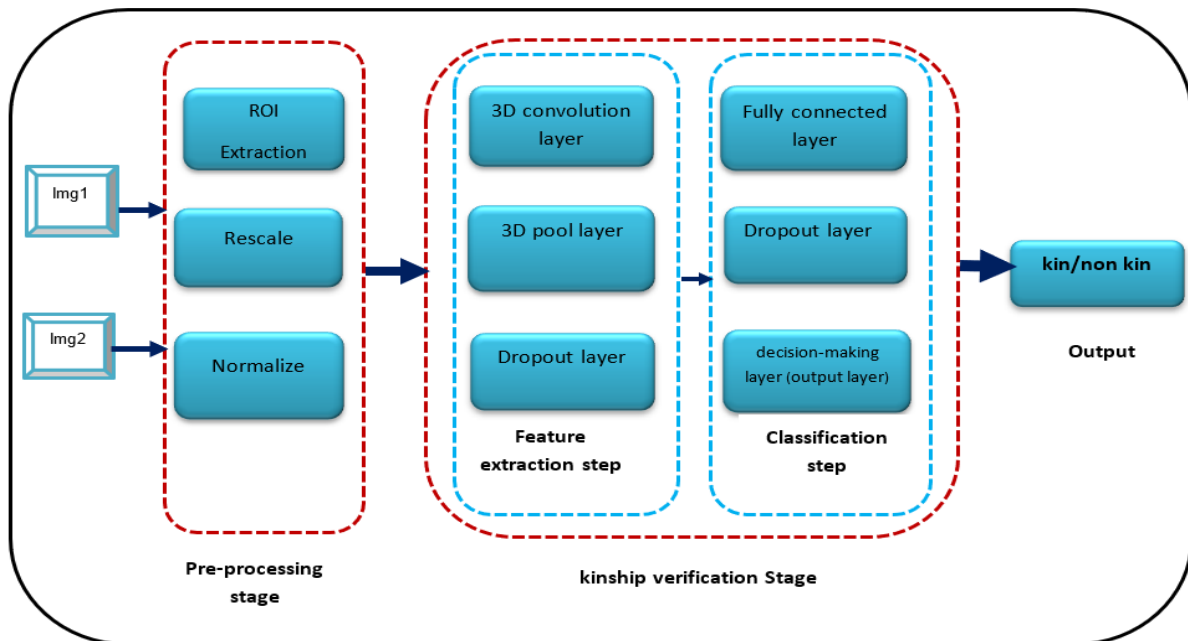 Img1
Img2
ROI
Extraction
Rescale
Normalize
Pre-processing
stage
3D convolution
layer
3D pool layer
Dropout layer
Feature
extraction step
Fully connected
layer
Dropout layer
decision-making
layer (output layer)
Classification
step
kinship verification Stage
kin/non kin
Output